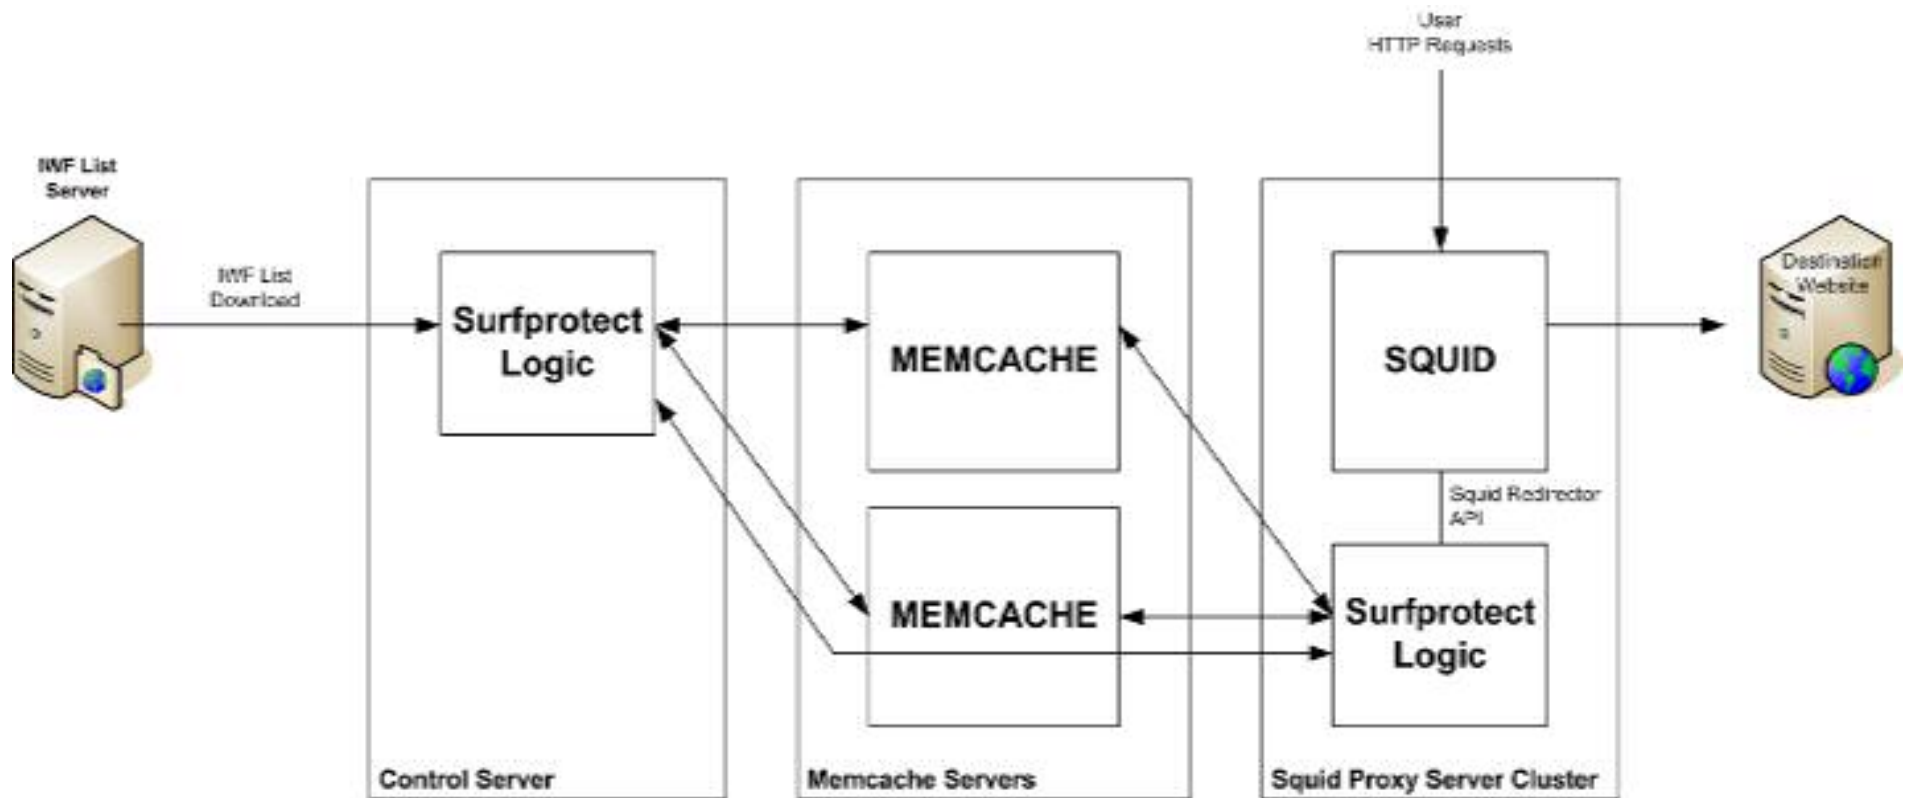 User
HTTP Requests
IWF List
Server
IWF List
Download
Surfprotect
Logic
MEMCACHE
SQUID
Destination
Website
Squid Redirector
API
MEMCACHE
Surfprotect
Logic
Control Server
Memcache Servers
Squid Proxy Server Cluster